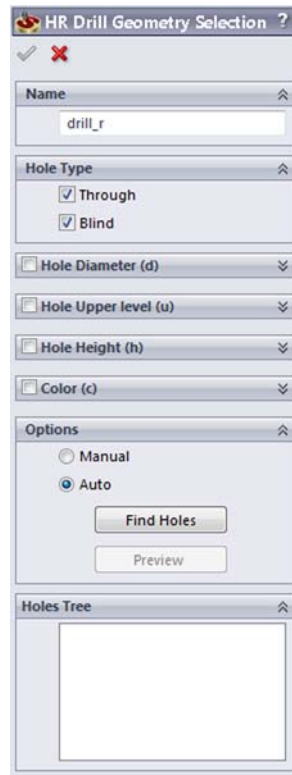 HR Drill Geometry Selection ?
Name
drill_r
Hole Type
Through
Blind
Hole Diameter (d)
Hole Upper level (u)
Hole Height (h)
Color (c)
Options
Manual
Auto
Find Holes
Preview
Holes Tree